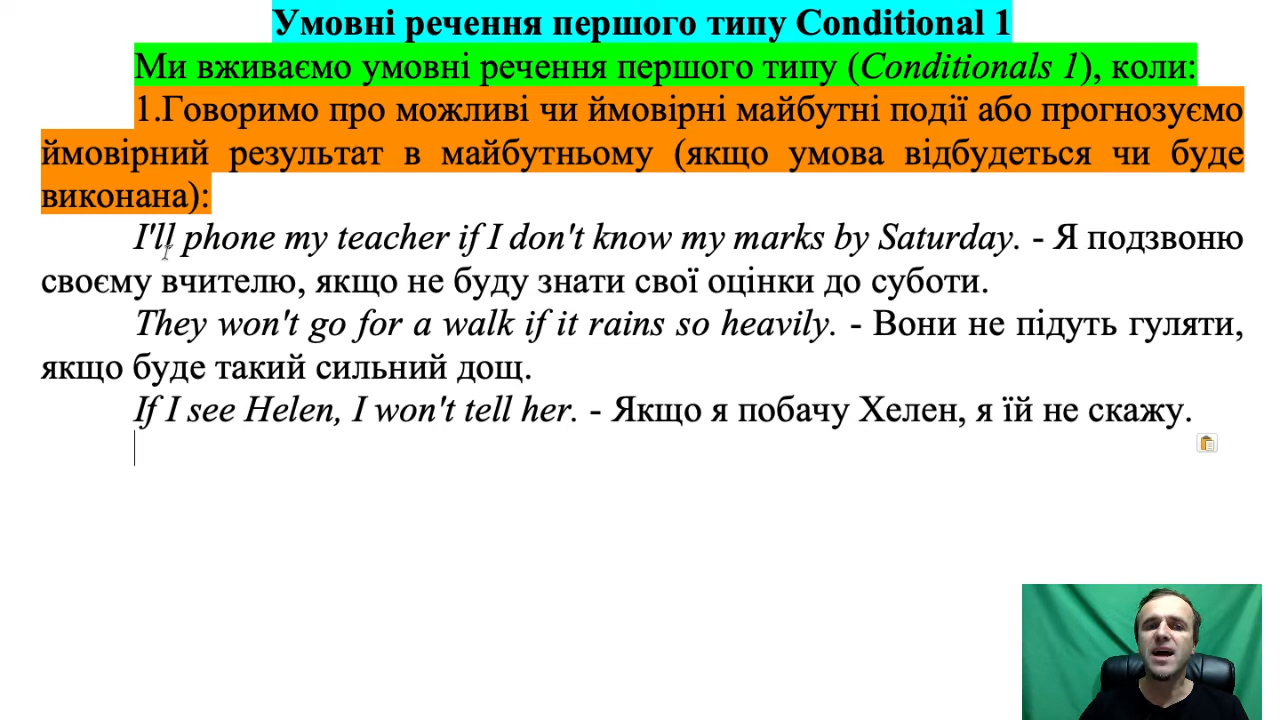 Умовні речення першого типу Conditional 1
Ми вживаємо умовні речення першого типу (Conditionals 1), коли:
1.Говоримо про можливі чи ймовірні майбутні події або прогнозуємо
ймовірний результат в майбутньому (якщо умова відбудеться чи буде
виконана):
I'll phone my teacher if I don't know my marks by Saturday. - Я подзвоню
своєму вчителю, якщо не буду знати свої оцінки до суботи.
They won't go for a walk if it rains so heavily. - Вони не підуть гуляти,
якщо буде такий сильний дощ.
If I see Helen, I won't tell her. - Якщо я побачу Хелен, я їй не скажу.